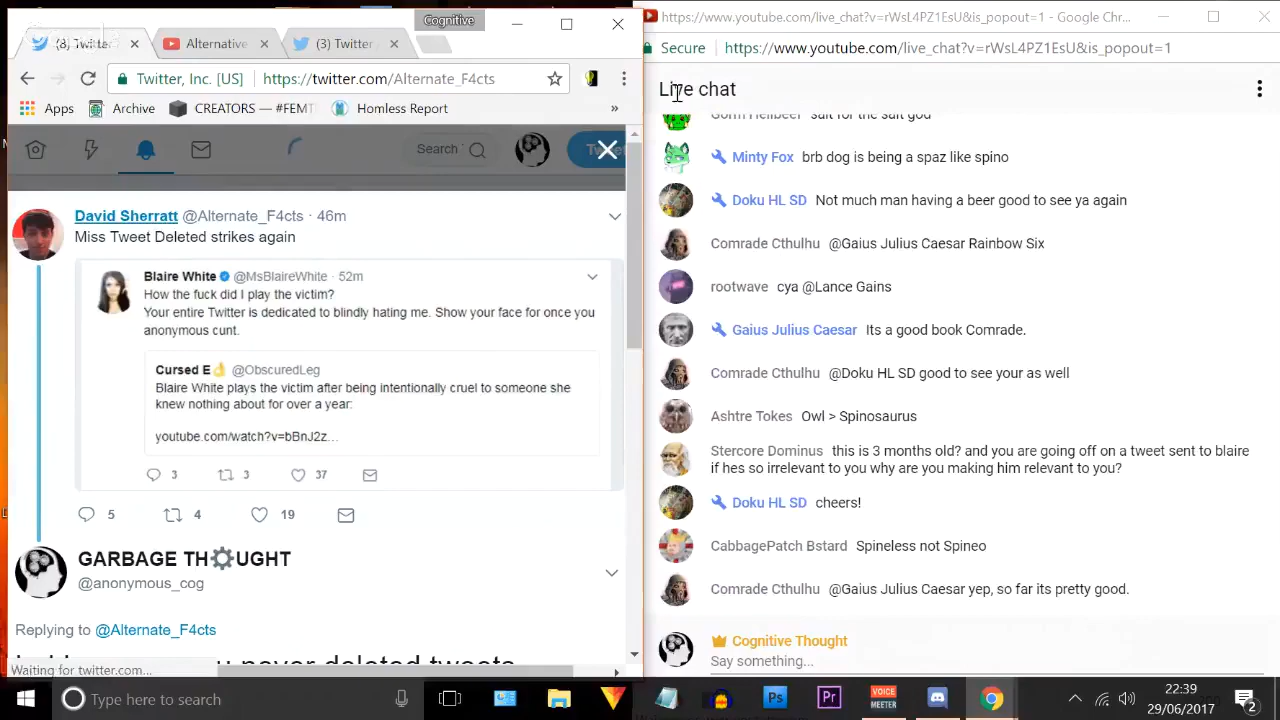 Cognitive
(8) Twitter
Alternative
(3) Twitter
Twitter, Inc. [US]
https://twitter.com/Alternate_F4cts
Apps
Archive
CREATORS — #FEMT
Homless Report
»
Search
David Sherratt @Alternate_F4cts · 46m
Miss Tweet Deleted strikes again
Blaire White @MsBlaireWhite · 52m
How the fuck did I play the victim?
Your entire Twitter is dedicated to blindly hating me. Show your face for once you
anonymous cunt.
Cursed E👌 @ObscuredLeg
Blaire White plays the victim after being intentionally cruel to someone she
knew nothing about for over a year:
youtube.com/watch?v=bBnJ2z...
3 3 37
5 4 19
GARBAGE TH⚙UGHT
@anonymous_cog
Replying to @Alternate_F4cts
never deleted tweets
Waiting for twitter.com...
https://www.youtube.com/live_chat?v=rWsL4PZ1EsU&is_popout=1 - Google Chr...
Secure
https://www.youtube.com/live_chat?v=rWsL4PZ1EsU&is_popout=1
Live chat
Gorm Hellbeer salt for the salt god
Minty Fox brb dog is being a spaz like spino
Doku HL SD Not much man having a beer good to see ya again
Comrade Cthulhu @Gaius Julius Caesar Rainbow Six
rootwave cya @Lance Gains
Gaius Julius Caesar Its a good book Comrade.
Comrade Cthulhu @Doku HL SD good to see your as well
Ashtre Tokes Owl > Spinosaurus
Stercore Dominus this is 3 months old? and you are going off on a tweet sent to blaire
if hes so irrelevant to you why are you making him relevant to you?
Doku HL SD cheers!
CabbagePatch Bstard Spineless not Spineo
Comrade Cthulhu @Gaius Julius Caesar yep, so far its pretty good.
Cognitive Thought
Say something...
Type here to search
Ps
Pr
VOICE
MEETER
22:39
29/06/2017
2